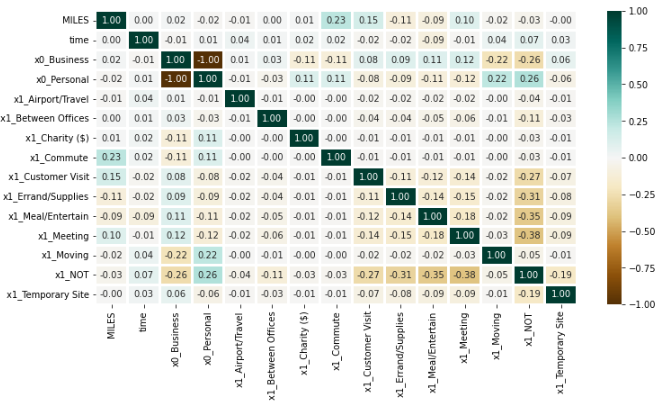 MILES 1.00 0.00 0.02 -0.02 -0.01 0.00 0.01 0.23 0.15 -0.11 -0.09 0.10 -0.02 -0.03 -0.00
time 0.00 1.00 -0.01 0.01 0.04 0.01 0.02 0.02 -0.02 -0.02 -0.09 -0.01 0.04 0.07 0.03
x0_Business 0.02 -0.01 1.00 -1.00 0.01 0.03 -0.11 -0.11 0.08 0.09 0.11 0.12 -0.22 -0.26 0.06
x0_Personal -0.02 0.01 -1.00 1.00 -0.01 -0.03 0.11 0.11 -0.08 -0.09 -0.11 -0.12 0.22 0.26 -0.06
x1_Airport/Travel -0.01 0.04 0.01 -0.01 1.00 -0.01 -0.00 -0.00 -0.02 -0.02 -0.02 -0.02 -0.00 -0.04 -0.01
x1_Between Offices 0.00 0.01 0.03 -0.03 -0.01 1.00 -0.00 -0.00 -0.04 -0.04 -0.05 -0.06 -0.01 -0.11 -0.03
x1_Charity ($) 0.01 0.02 -0.11 0.11 -0.00 -0.00 1.00 -0.00 -0.01 -0.01 -0.01 -0.01 -0.00 -0.03 -0.01
x1_Commute 0.23 0.02 -0.11 0.11 -0.00 -0.00 -0.00 1.00 -0.01 -0.01 -0.01 -0.01 -0.00 -0.03 -0.01
x1_Customer Visit 0.15 -0.02 0.08 -0.08 -0.02 -0.04 -0.01 -0.01 1.00 -0.11 -0.12 -0.14 -0.02 -0.27 -0.07
x1_Errand/Supplies -0.11 -0.02 0.09 -0.09 -0.02 -0.04 -0.01 -0.01 -0.11 1.00 -0.14 -0.15 -0.02 -0.31 -0.08
x1_Meal/Entertain -0.09 -0.09 0.11 -0.11 -0.02 -0.05 -0.01 -0.01 -0.12 -0.14 1.00 -0.18 -0.02 -0.35 -0.09
x1_Meeting 0.10 -0.01 0.12 -0.12 -0.02 -0.06 -0.01 -0.01 -0.14 -0.15 -0.18 1.00 -0.03 -0.38 -0.09
x1_Moving -0.02 0.04 -0.22 0.22 -0.00 -0.01 -0.00 -0.00 -0.02 -0.02 -0.02 -0.03 1.00 -0.05 -0.01
x1_NOT -0.03 0.07 -0.26 0.26 -0.04 -0.11 -0.03 -0.03 -0.27 -0.31 -0.35 -0.38 -0.05 1.00 -0.19
x1_Temporary Site -0.00 0.03 0.06 -0.06 -0.01 -0.03 -0.01 -0.01 -0.07 -0.08 -0.09 -0.09 -0.01 -0.19 1.00
MILES
time
x0_Business
x0_Personal
x1_Airport/Travel
x1_Between Offices
x1_Charity ($)
x1_Commute
x1_Customer Visit
x1_Errand/Supplies
x1_Meal/Entertain
x1_Meeting
x1_Moving
x1_NOT
x1_Temporary Site
1.00
0.75
0.50
0.25
0.00
−0.25
−0.50
−0.75
−1.00